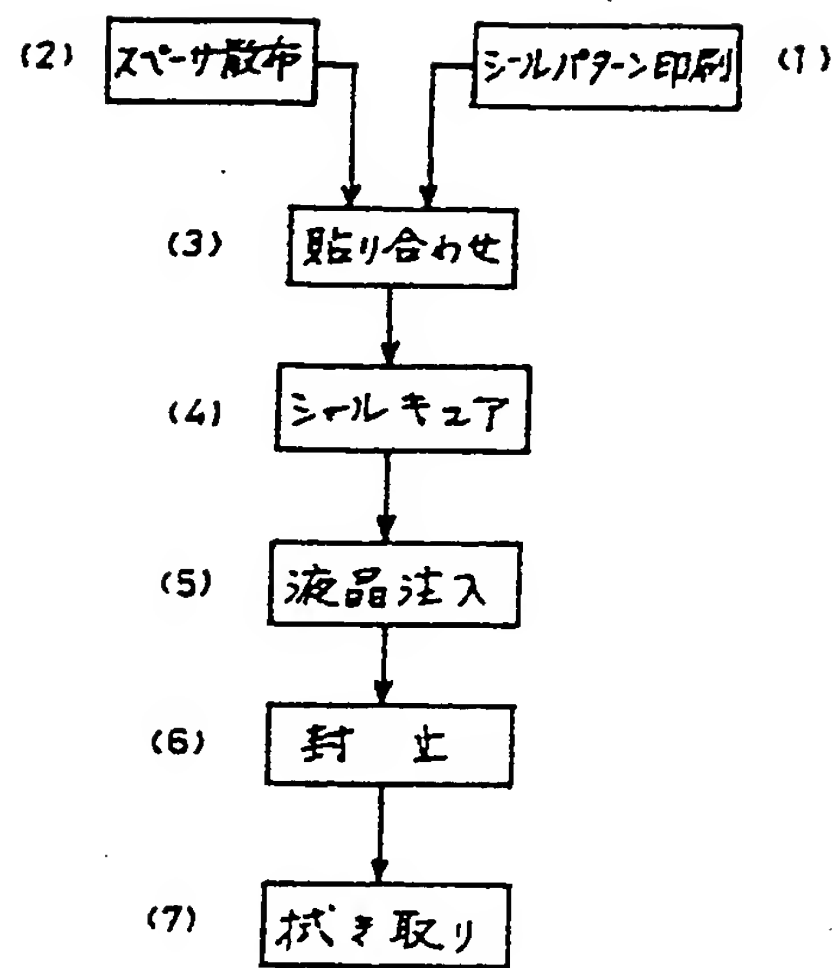 (2) スペーサ散布 シールパターン印刷 (1)
(3) 貼り合わせ
(4) シールキュア
(5) 液晶注入
(6) 封止
(7) 拭き取り